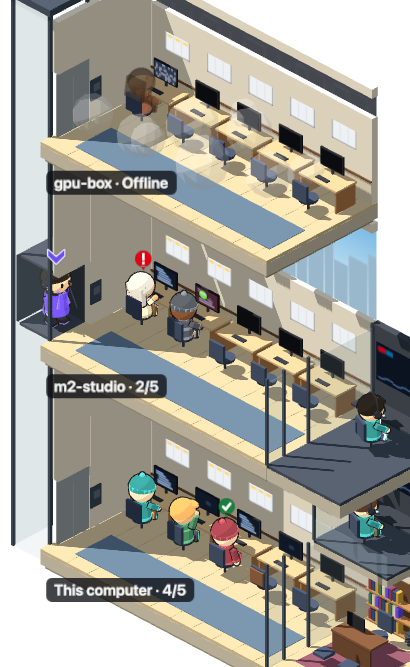 gpu-box · Offline
!
m2-studio · 2/5
This computer · 4/5